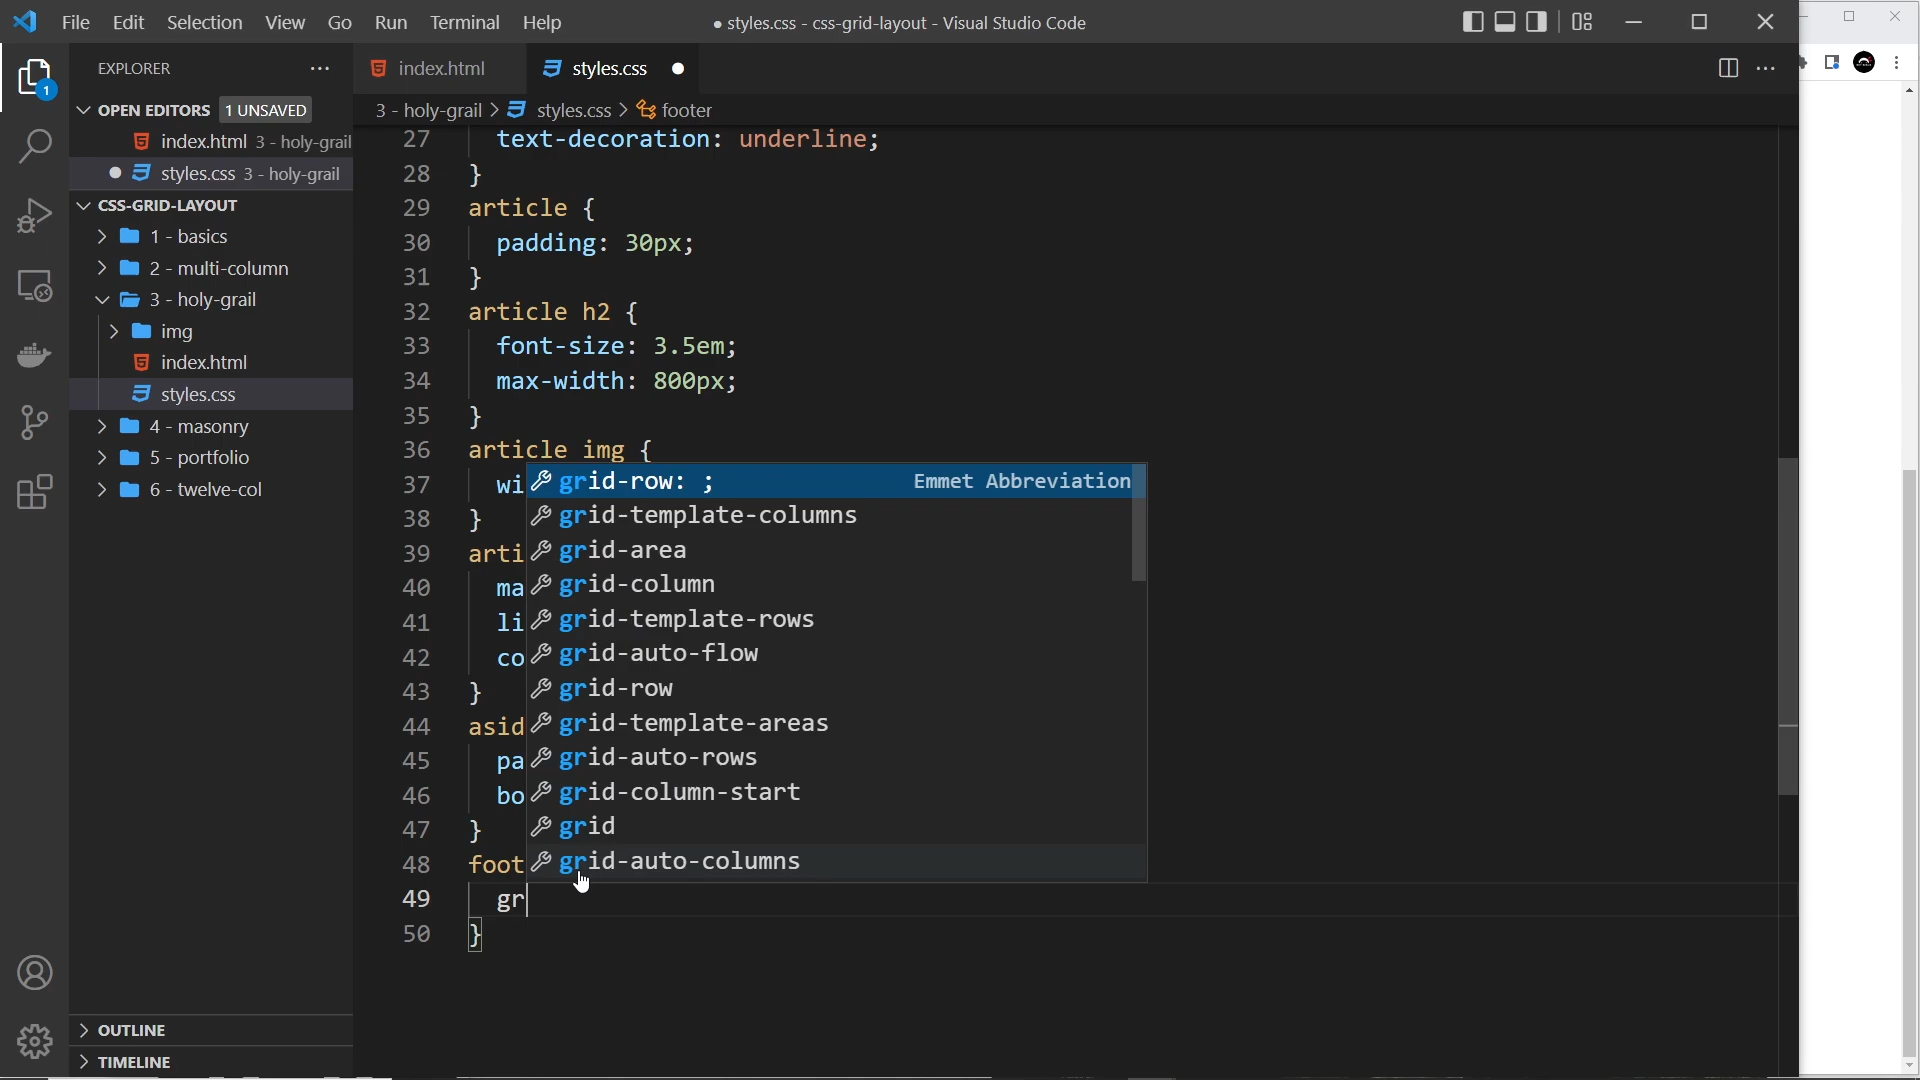 File Edit Selection View Go Run Terminal Help
● styles.css - css-grid-layout - Visual Studio Code
EXPLORER
1
OPEN EDITORS 1 UNSAVED
index.html 3 - holy-grail
styles.css 3 - holy-grail
CSS-GRID-LAYOUT
1 - basics
2 - multi-column
3 - holy-grail
img
index.html
styles.css
4 - masonry
5 - portfolio
6 - twelve-col
OUTLINE
TIMELINE
index.html
styles.css
3 - holy-grail > styles.css > footer
27 text-decoration: underline;
28 }
29 article {
30 padding: 30px;
31 }
32 article h2 {
33 font-size: 3.5em;
34 max-width: 800px;
35 }
36 article img {
37 wi
38 }
39 arti
40 ma
41 li
42 co
43 }
44 asid
45 pa
46 bo
47 }
48 foot
49 gr
50 }
grid-row: ; Emmet Abbreviation
grid-template-columns
grid-area
grid-column
grid-template-rows
grid-auto-flow
grid-row
grid-template-areas
grid-auto-rows
grid-column-start
grid
grid-auto-columns